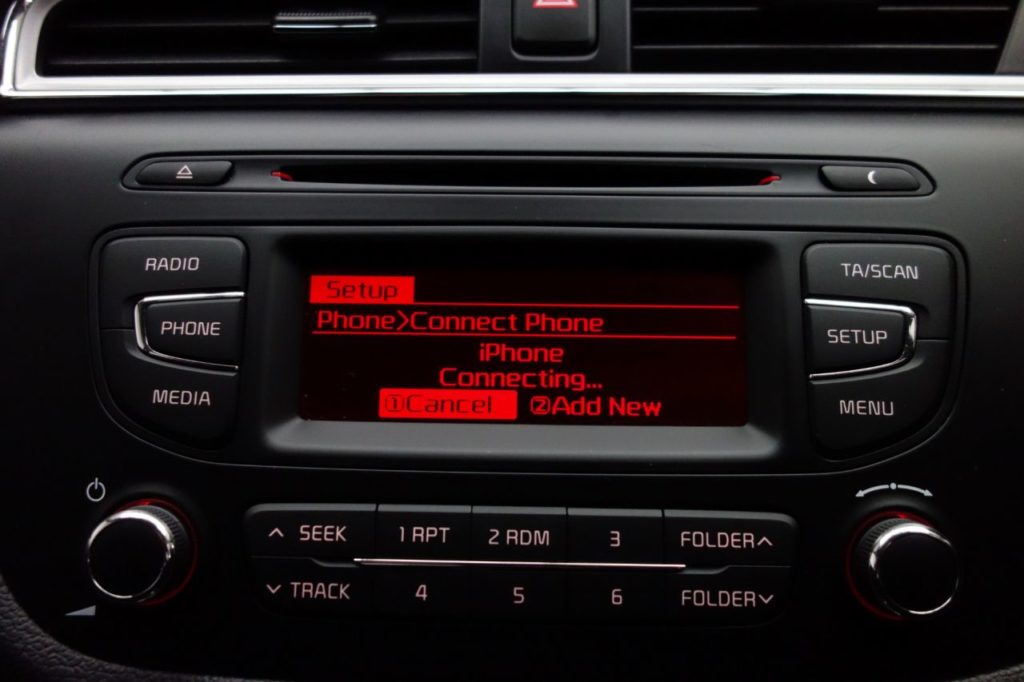 RADIO
TA/SCAN
Setup
Phone>Connect Phone
PHONE
SETUP
iPhone
Connecting...
MEDIA
①Cancel ②Add New
MENU
SEEK 1 RPT 2 RDM 3 FOLDER
TRACK 4 5 6 FOLDER